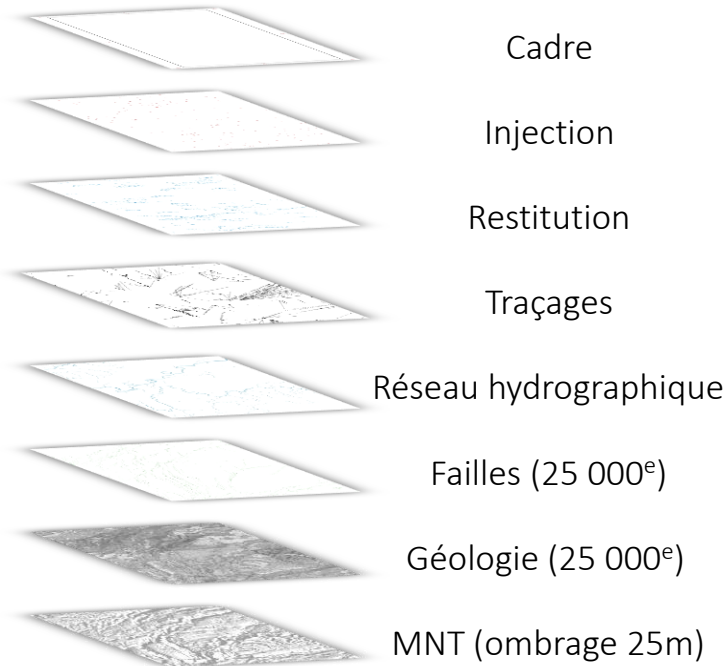 Cadre
Injection
Restitution
Traçages
Réseau hydrographique
Failles (25 000ᵉ)
Géologie (25 000ᵉ)
MNT (ombrage 25m)